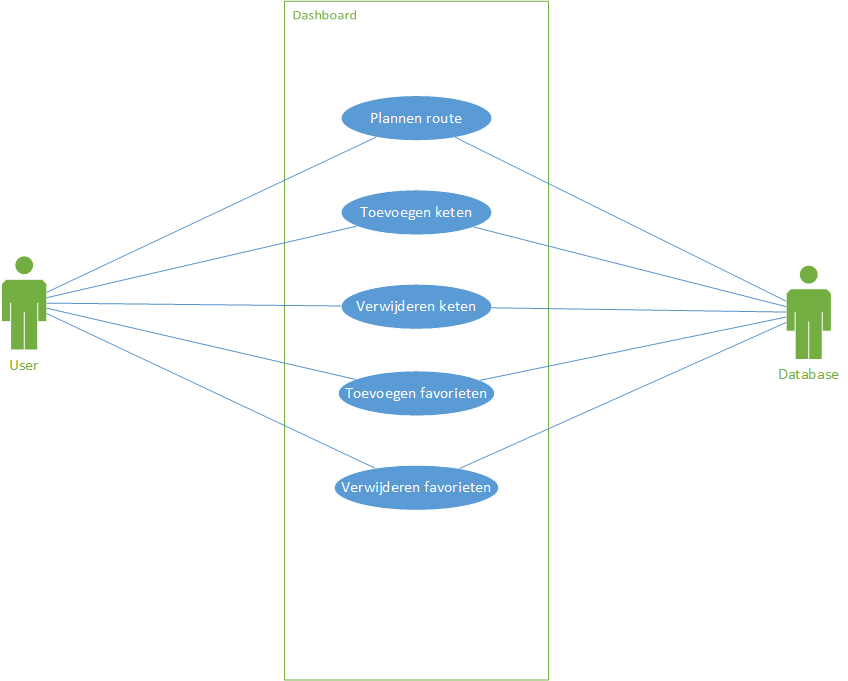 Dashboard
Plannen route
Toevoegen keten
Verwijderen keten
User
Database
Toevoegen favorieten
Verwijderen favorieten